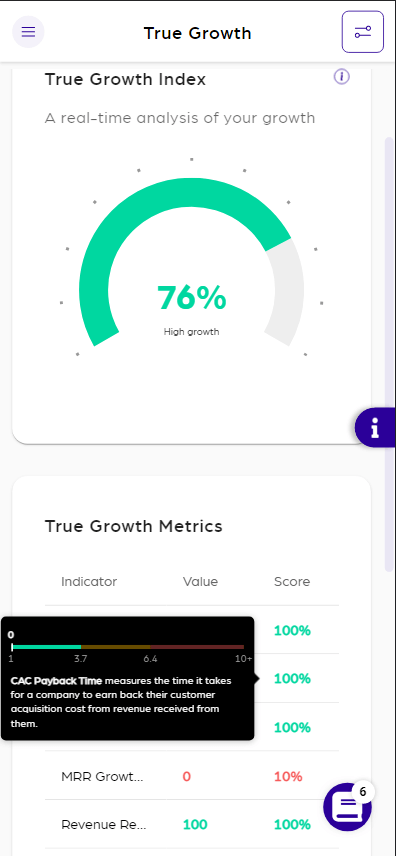 True Growth
True Growth Index
A real-time analysis of your growth
76%
High growth
True Growth Metrics
Indicator Value Score
100%
0
1 3.7 6.4 10+
CAC Payback Time measures the time it takes
for a company to earn back their customer
acquisition cost from revenue received from
them.
100%
100%
MRR Growt... 0 10%
6
Revenue Re... 100 100%